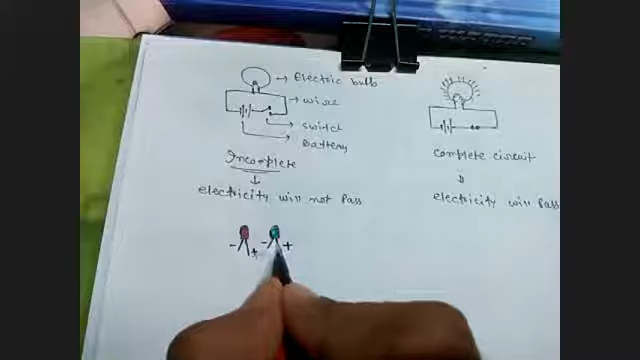 Electric bulb
wire
switch
Battery
Incomplete
electricity will not pass
- + - +
complete circuit
electricity will pass